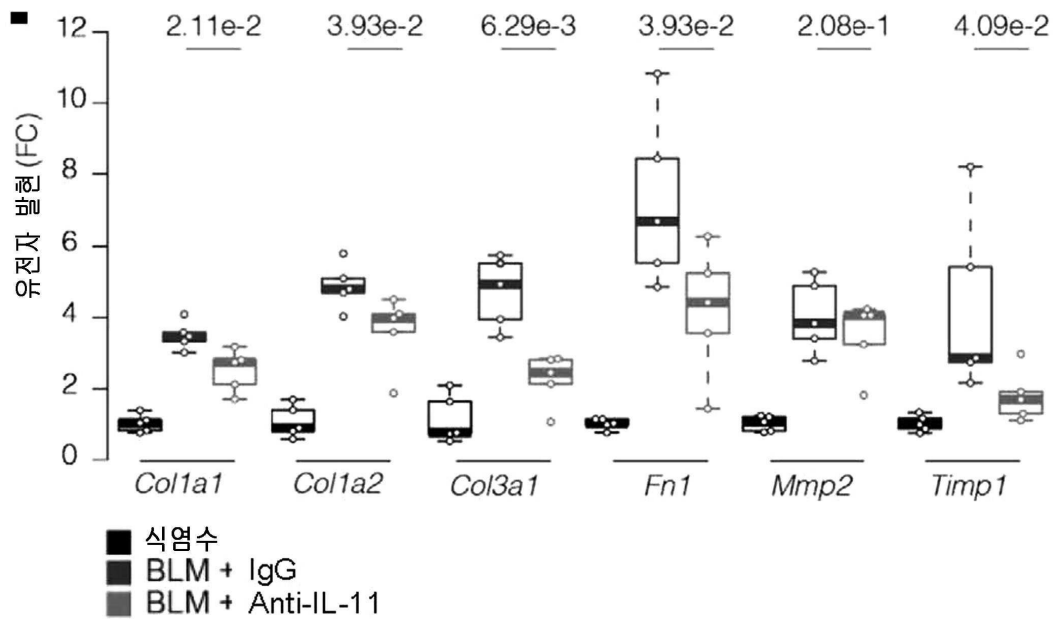 2.11e-2 3.93e-2 6.29e-3 3.93e-2 2.08e-1 4.09e-2
12
10
8
6
4
2
0
유전자 발현 (FC)
Col1a1 Col1a2 Col3a1 Fn1 Mmp2 Timp1
식염수
BLM + IgG
BLM + Anti-IL-11